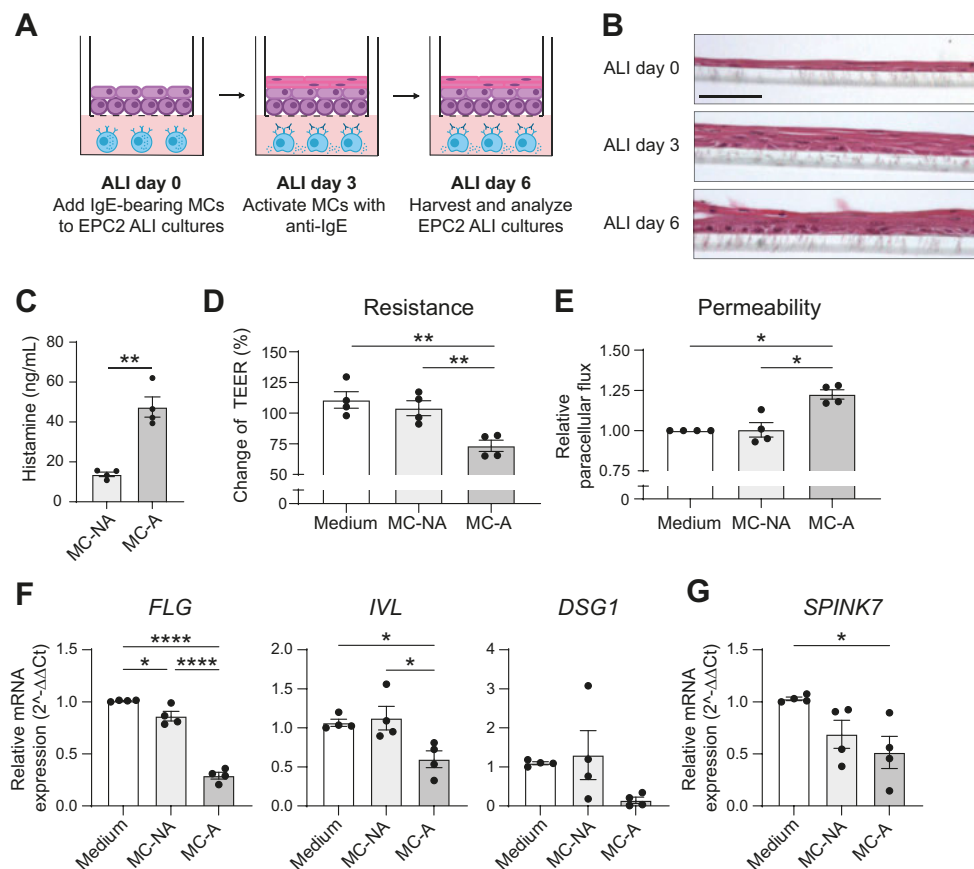 A
ALI day 0
Add IgE-bearing MCs
to EPC2 ALI cultures
ALI day 3
Activate MCs with
anti-IgE
ALI day 6
Harvest and analyze
EPC2 ALI cultures
B
ALI day 0
ALI day 3
ALI day 6
C
Histamine (ng/mL)
80
60
40
20
0
**
MC-NA
MC-A
D
Resistance
Change of TEER (%)
150
125
100
75
50
0
**
**
Medium
MC-NA
MC-A
E
Permeability
Relative
paracellular flux
1.50
1.25
1.00
0.75
0
*
*
Medium
MC-NA
MC-A
F
Relative mRNA
expression (2^-ΔΔCt)
FLG
1.5
1.0
0.5
0.0
****
* ****
Medium
MC-NA
MC-A
IVL
2.0
1.5
1.0
0.5
0.0
*
*
Medium
MC-NA
MC-A
DSG1
4
3
2
1
0
Medium
MC-NA
MC-A
G
Relative mRNA
expression (2^-ΔΔCt)
SPINK7
1.5
1.0
0.5
0.0
*
Medium
MC-NA
MC-A